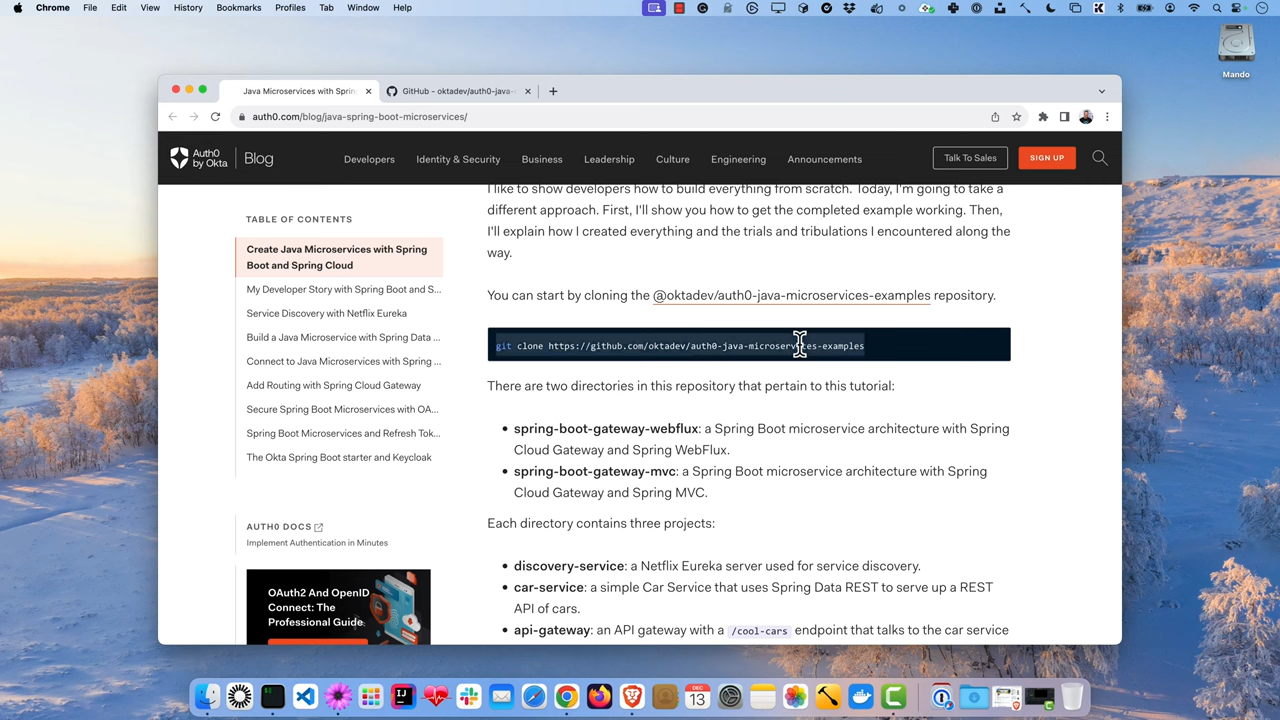 Chrome File Edit View History Bookmarks Profiles Tab Window Help
Mando
Java Microservices with Sprin
GitHub - oktadev/auth0-java-
auth0.com/blog/java-spring-boot-microservices/
Auth0 by Okta
Blog
Developers Identity & Security Business Leadership Culture Engineering Announcements
Talk To Sales
SIGN UP
TABLE OF CONTENTS
Create Java Microservices with Spring
Boot and Spring Cloud
My Developer Story with Spring Boot and S...
Service Discovery with Netflix Eureka
Build a Java Microservice with Spring Data ...
Connect to Java Microservices with Spring ...
Add Routing with Spring Cloud Gateway
Secure Spring Boot Microservices with OA...
Spring Boot Microservices and Refresh Tok...
The Okta Spring Boot starter and Keycloak
AUTH0 DOCS
Implement Authentication in Minutes
OAuth2 And OpenID
Connect: The
Professional Guide
I like to show developers how to build everything from scratch. Today, I'm going to take a
different approach. First, I'll show you how to get the completed example working. Then,
I'll explain how I created everything and the trials and tribulations I encountered along the
way.
You can start by cloning the @oktadev/auth0-java-microservices-examples repository.
git clone https://github.com/oktadev/auth0-java-microservices-examples
There are two directories in this repository that pertain to this tutorial:
• spring-boot-gateway-webflux: a Spring Boot microservice architecture with Spring
Cloud Gateway and Spring WebFlux.
• spring-boot-gateway-mvc: a Spring Boot microservice architecture with Spring
Cloud Gateway and Spring MVC.
Each directory contains three projects:
• discovery-service: a Netflix Eureka server used for service discovery.
• car-service: a simple Car Service that uses Spring Data REST to serve up a REST
API of cars.
• api-gateway: an API gateway with a /cool-cars endpoint that talks to the car service
DEC
13